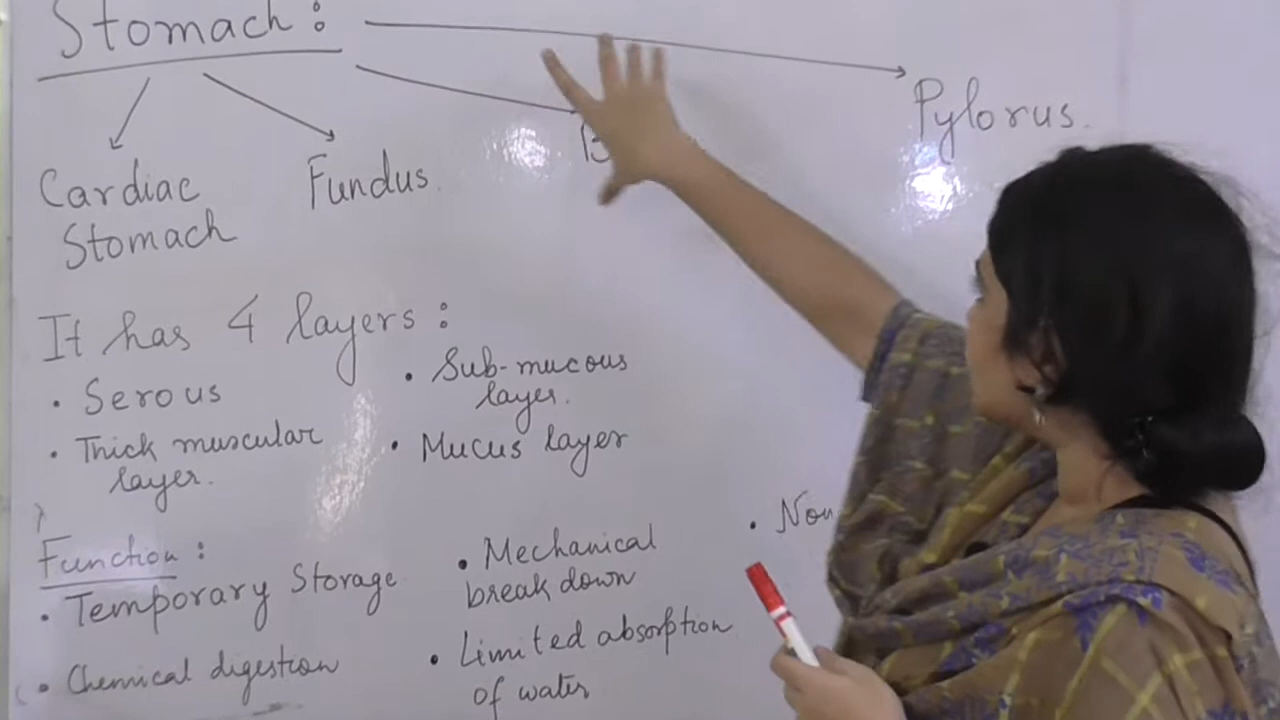 Stomach :
Pylorus.
Cardiac
Stomach
Fundus.
It has 4 layers :
• Serous
• Thick muscular
layer.
• Sub-mucous
layer.
• Mucus layer
Function :
• Temporary Storage
• Chemical digestion
• Mechanical
break down
• Limited absorption
of water